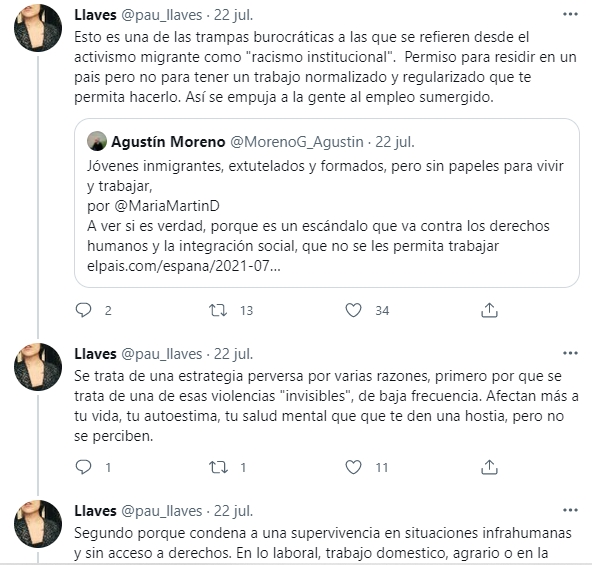 Llaves @pau_llaves · 22 jul.
Esto es una de las trampas burocráticas a las que se refieren desde el
activismo migrante como "racismo institucional".  Permiso para residir en un
pais pero no para tener un trabajo normalizado y regularizado que te
permita hacerlo. Así se empuja a la gente al empleo sumergido.
Agustín Moreno @MorenoG_Agustin · 22 jul.
Jóvenes inmigrantes, extutelados y formados, pero sin papeles para vivir
y trabajar,
por @MariaMartinD
A ver si es verdad, porque es un escándalo que va contra los derechos
humanos y la integración social, que no se les permita trabajar
elpais.com/espana/2021-07...
2 13 34
Llaves @pau_llaves · 22 jul.
Se trata de una estrategia perversa por varias razones, primero por que se
trata de una de esas violencias "invisibles", de baja frecuencia. Afectan más a
tu vida, tu autoestima, tu salud mental que que te den una hostia, pero no
se perciben.
1 1 11
Llaves @pau_llaves · 22 jul.
Segundo porque condena a una supervivencia en situaciones infrahumanas
y sin acceso a derechos. En lo laboral, trabajo domestico, agrario o en la